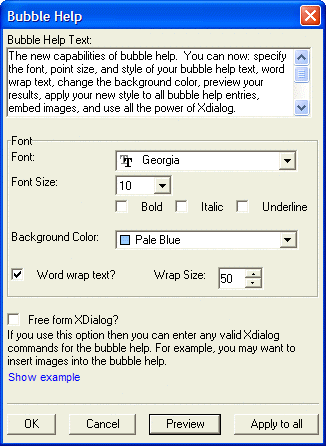 Bubble Help
Bubble Help Text:
The new capabilities of bubble help.  You can now: specify
the font, point size, and style of your bubble help text, word
wrap text, change the background color, preview your
results, apply your new style to all bubble help entries,
embed images, and use all the power of Xdialog.
Font
Font: Georgia
Font Size: 10
Bold Italic Underline
Background Color: Pale Blue
Word wrap text? Wrap Size: 50
Free form XDialog?
If you use this option then you can enter any valid Xdialog
commands for the bubble help. For example, you may want to
insert images into the bubble help.
Show example
OK Cancel Preview Apply to all